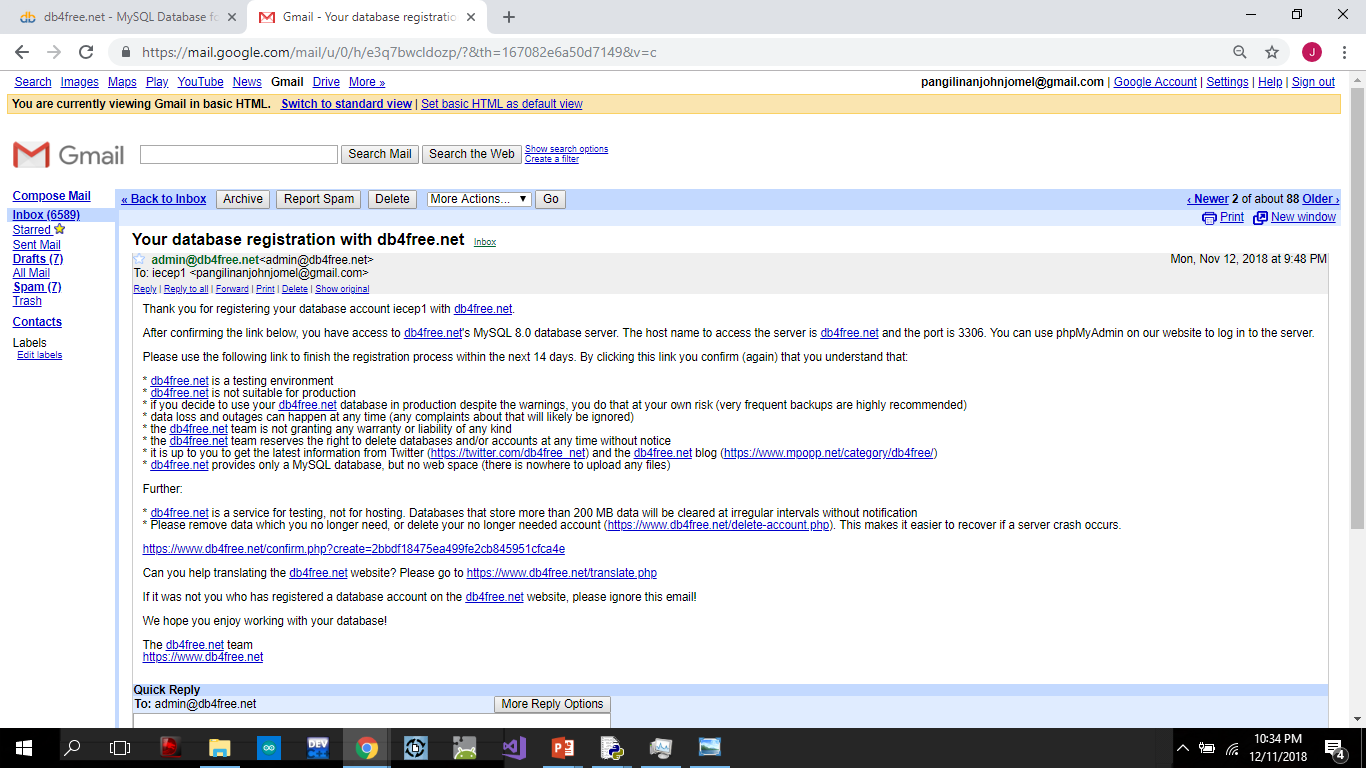 db4free.net - MySQL Database fo
Gmail - Your database registratio
https://mail.google.com/mail/u/0/h/e3q7bwcldozp/?&th=167082e6a50d7149&v=c
J
Search Images Maps Play YouTube News Gmail Drive More »
pangilinanjohnjomel@gmail.com | Google Account | Settings | Help | Sign out
You are currently viewing Gmail in basic HTML. Switch to standard view | Set basic HTML as default view
Gmail
Search Mail Search the Web
Show search options
Create a filter
Compose Mail
Inbox (6589)
Starred
Sent Mail
Drafts (7)
All Mail
Spam (7)
Trash
Contacts
Labels
Edit labels
« Back to Inbox Archive Report Spam Delete More Actions... Go
‹ Newer 2 of about 88 Older ›
Print New window
Your database registration with db4free.net Inbox
admin@db4free.net<admin@db4free.net>
Mon, Nov 12, 2018 at 9:48 PM
To: iecep1 <pangilinanjohnjomel@gmail.com>
Reply | Reply to all | Forward | Print | Delete | Show original
Thank you for registering your database account iecep1 with db4free.net.
After confirming the link below, you have access to db4free.net's MySQL 8.0 database server. The host name to access the server is db4free.net and the port is 3306. You can use phpMyAdmin on our website to log in to the server.
Please use the following link to finish the registration process within the next 14 days. By clicking this link you confirm (again) that you understand that:
* db4free.net is a testing environment
* db4free.net is not suitable for production
* if you decide to use your db4free.net database in production despite the warnings, you do that at your own risk (very frequent backups are highly recommended)
* data loss and outages can happen at any time (any complaints about that will likely be ignored)
* the db4free.net team is not granting any warranty or liability of any kind
* the db4free.net team reserves the right to delete databases and/or accounts at any time without notice
* it is up to you to get the latest information from Twitter (https://twitter.com/db4free_net) and the db4free.net blog (https://www.mpopp.net/category/db4free/)
* db4free.net provides only a MySQL database, but no web space (there is nowhere to upload any files)
Further:
* db4free.net is a service for testing, not for hosting. Databases that store more than 200 MB data will be cleared at irregular intervals without notification
* Please remove data which you no longer need, or delete your no longer needed account (https://www.db4free.net/delete-account.php). This makes it easier to recover if a server crash occurs.
https://www.db4free.net/confirm.php?create=2bbdf18475ea499fe2cb845951cfca4e
Can you help translating the db4free.net website? Please go to https://www.db4free.net/translate.php
If it was not you who has registered a database account on the db4free.net website, please ignore this email!
We hope you enjoy working with your database!
The db4free.net team
https://www.db4free.net
Quick Reply
To: admin@db4free.net More Reply Options
DEV
10:34 PM
12/11/2018
4